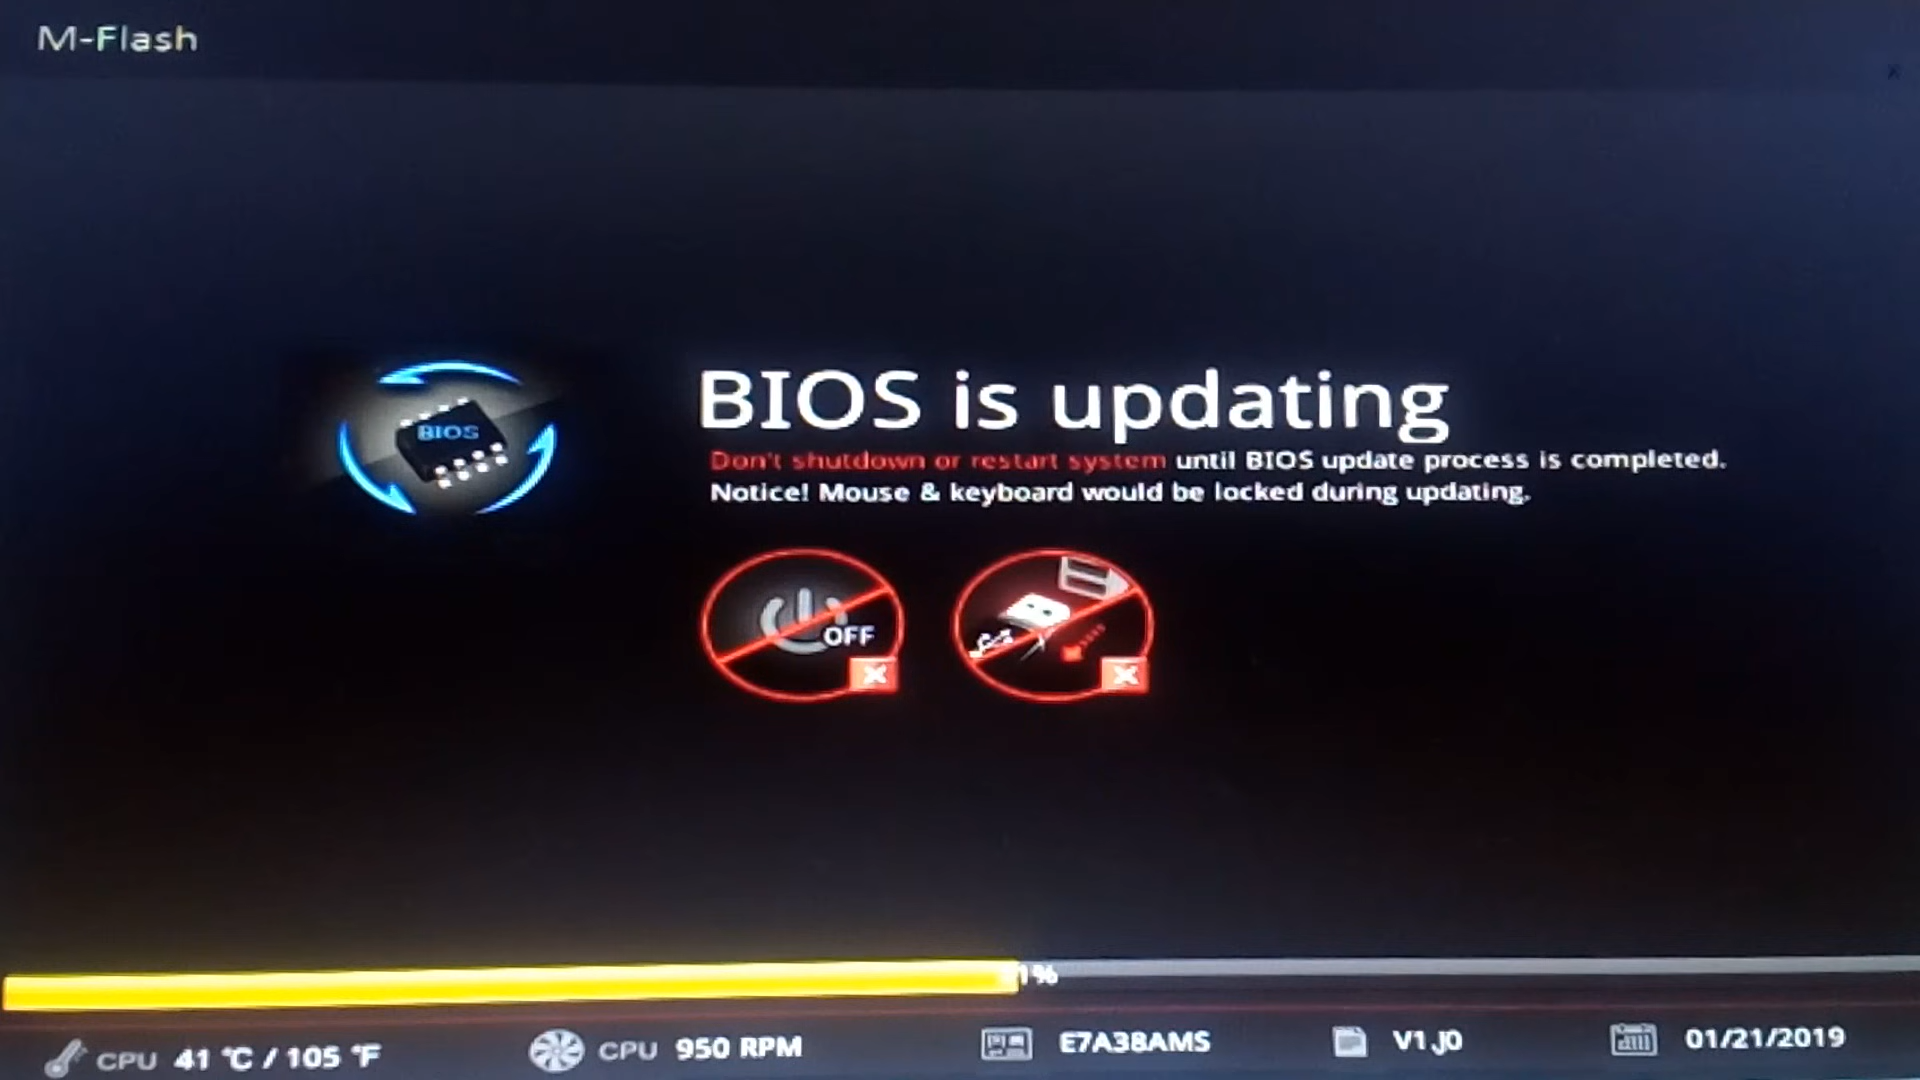 M-Flash
BIOS
BIOS is updating
Don't shutdown or restart system until BIOS update process is completed.
Notice! Mouse & keyboard would be locked during updating.
OFF
CPU 41 °C / 105 °F
CPU 950 RPM
E7A38AMS
V1.J0
01/21/2019